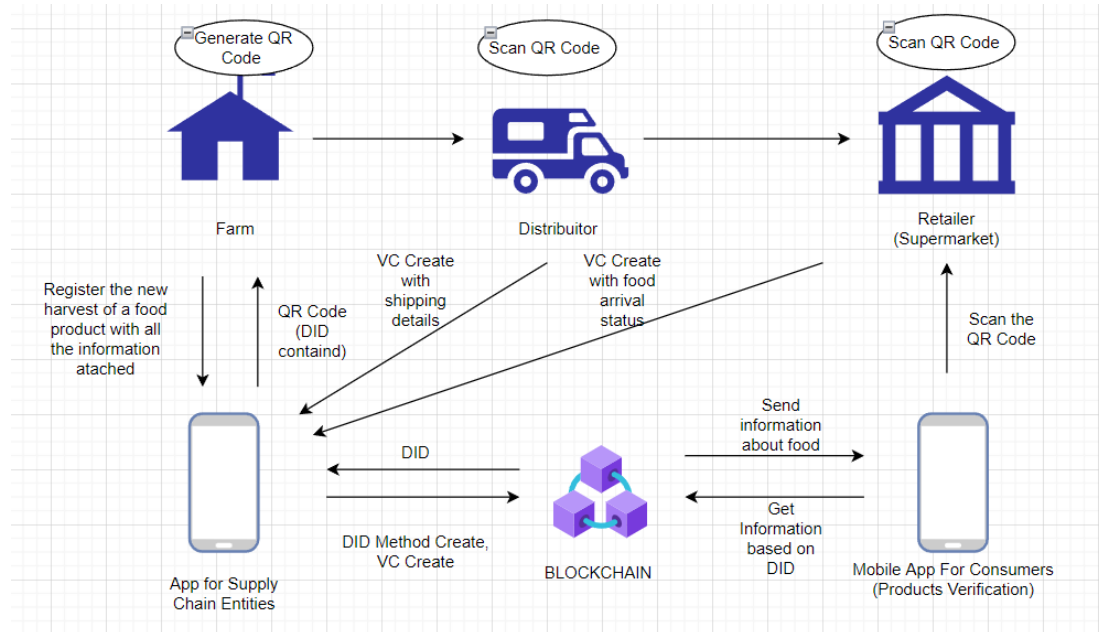 Generate QR
Code
Scan QR Code
Scan QR Code
Farm
Distribuitor
Retailer
(Supermarket)
Register the new
harvest of a food
product with all
the information
atached
QR Code
(DID
containd)
VC Create
with
shipping
details
VC Create
with food
arrival
status
Scan the
QR Code
Send
information
about food
DID
DID Method Create,
VC Create
Get
Information
based on
DID
App for Supply
Chain Entities
BLOCKCHAIN
Mobile App For Consumers
(Products Verification)